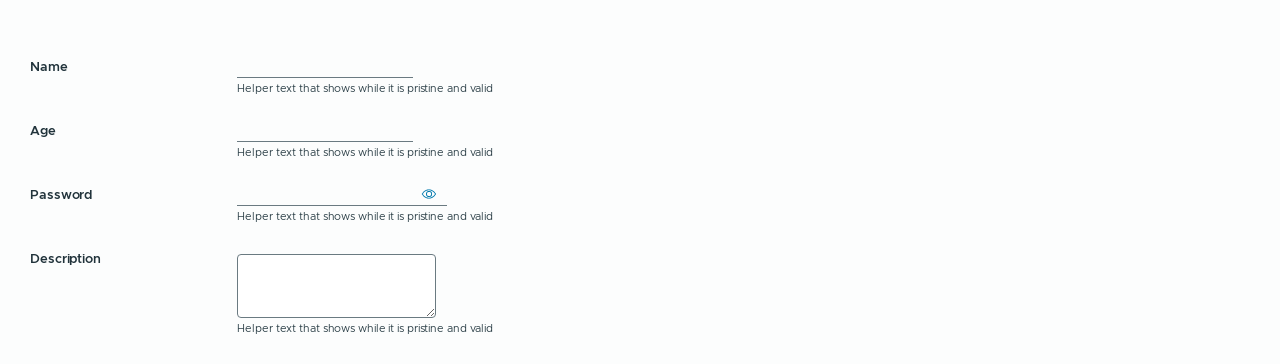 Name
Helper text that shows while it is pristine and valid
Age
Helper text that shows while it is pristine and valid
Password
Helper text that shows while it is pristine and valid
Description
Helper text that shows while it is pristine and valid